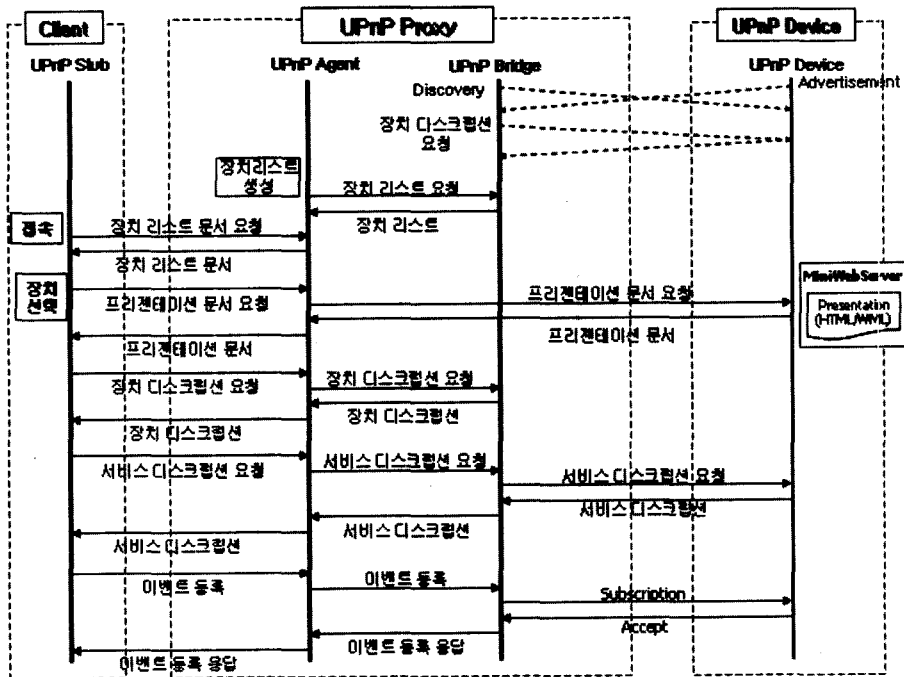 Client
UPnP Proxy
UPnP Device
UPnP Stub
UPnP Agent
UPnP Bridge
UPnP Device
Discovery
Advertisement
장치 디스크립션
요청
장치리스트
생성
장치 리스트 요청
접속
장치 리스트 문서 요청
장치 리스트
장치 리스트 문서
장치
선택
프리젠테이션 문서 요청
프리젠테이션 문서 요청
MiniWebServer
Presentation
(HTML/WML)
프리젠테이션 문서
프리젠테이션 문서
장치 디스크립션 요청
장치 디스크립션 요청
장치 디스크립션
장치 디스크립션
서비스 디스크립션 요청
서비스 디스크립션 요청
서비스 디스크립션 요청
서비스 디스크립션
서비스 디스크립션
서비스 디스크립션
이벤트 등록
이벤트 등록
Subscription
Accept
이벤트 등록 응답
이벤트 등록 응답